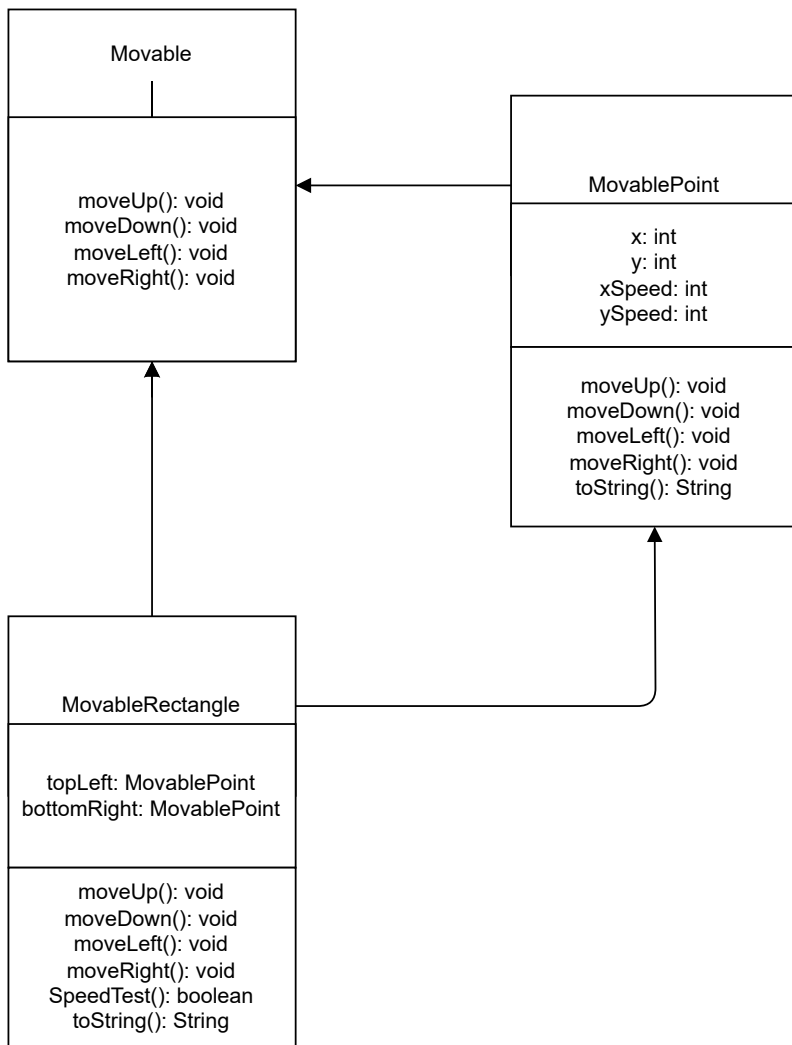 Movable
moveUp(): void
moveDown(): void
moveLeft(): void
moveRight(): void
MovablePoint
x: int
y: int
xSpeed: int
ySpeed: int
moveUp(): void
moveDown(): void
moveLeft(): void
moveRight(): void
toString(): String
MovableRectangle
topLeft: MovablePoint
bottomRight: MovablePoint
moveUp(): void
moveDown(): void
moveLeft(): void
moveRight(): void
SpeedTest(): boolean
toString(): String